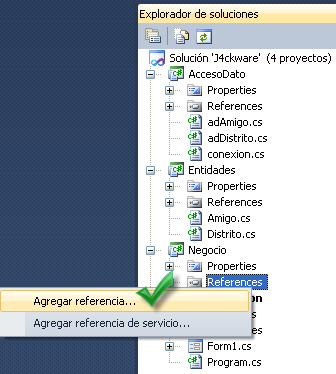 Explorador de soluciones
Solución 'J4ckware' (4 proyectos)
AccesoDato
Properties
References
adAmigo.cs
adDistrito.cs
conexion.cs
Entidades
Properties
References
Amigo.cs
Distrito.cs
Negocio
Properties
References
Agregar referencia...
Agregar referencia de servicio...
Form1.cs
Program.cs